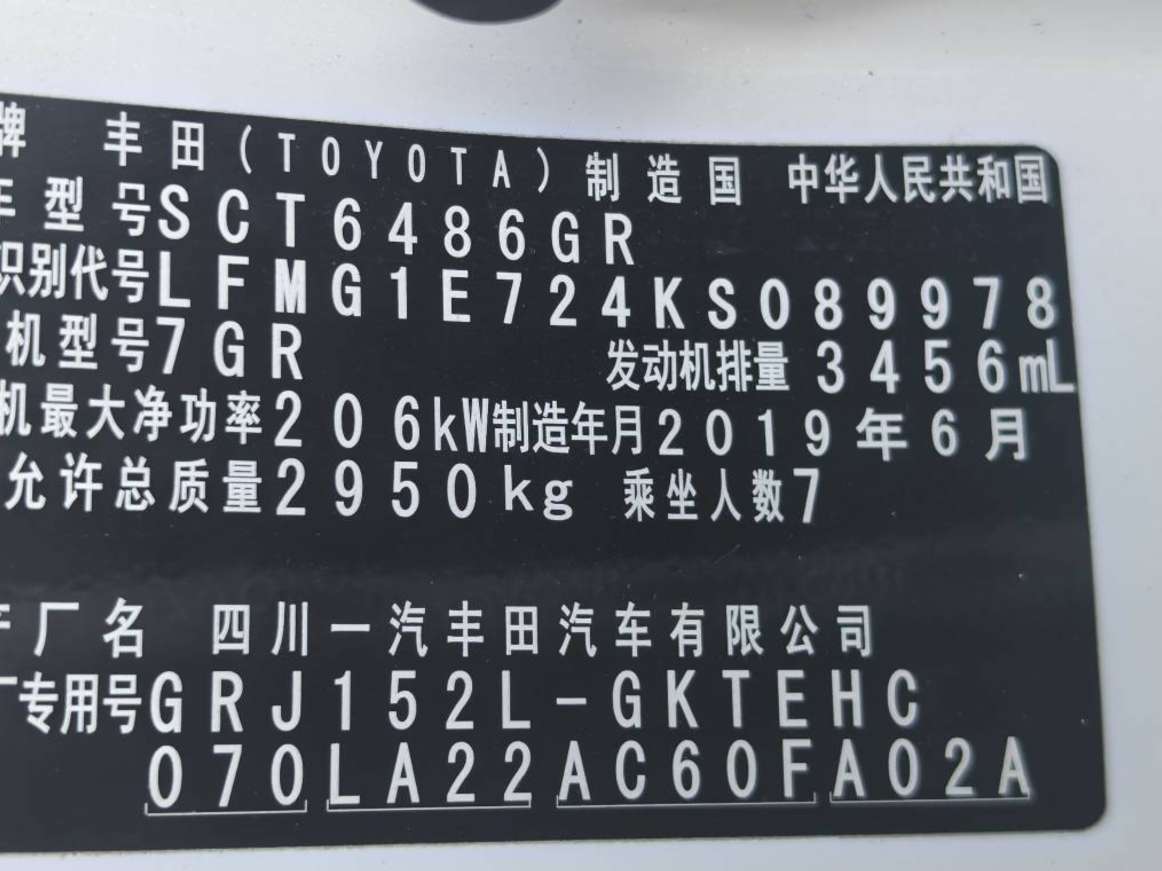 牌 丰田(TOYOTA) 制造国 中华人民共和国
车型号SCT6486GR
识别代号LFMG1E724KS089978
机型号7GR 发动机排量 3456mL
机最大净功率206kW制造年月2019年6月
允许总质量2950kg 乘坐人数7
产厂名 四川一汽丰田汽车有限公司
厂专用号GRJ152L-GKTEHC
070LA22AC60FA02A